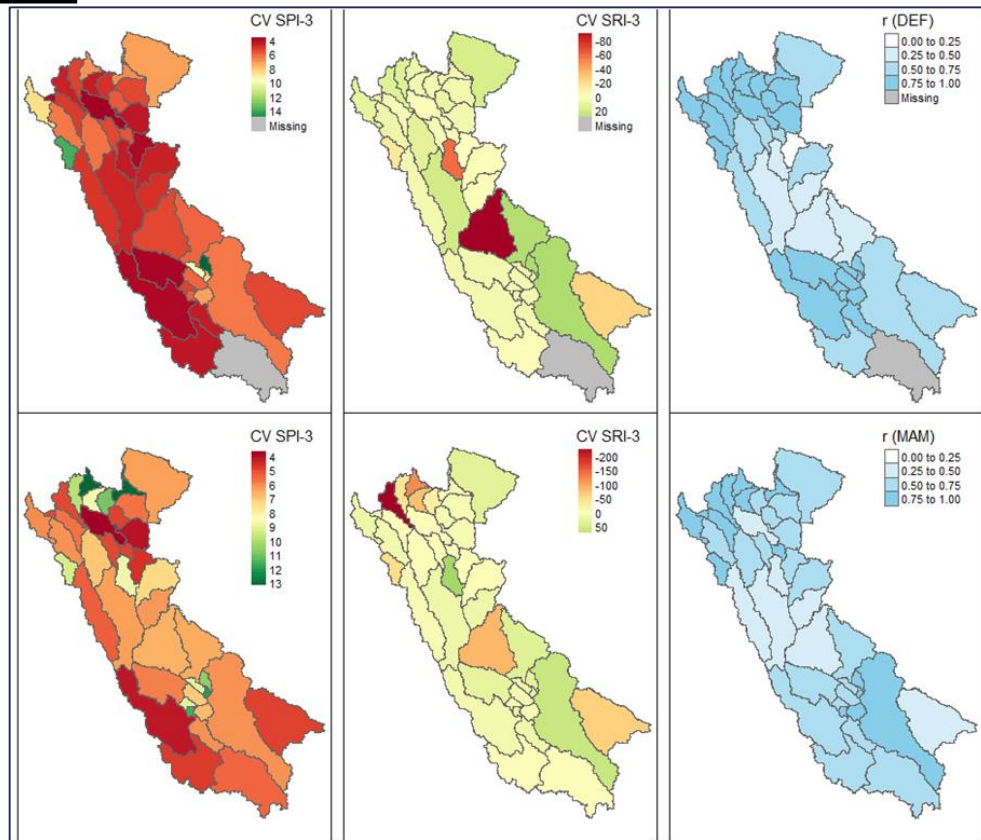 CV SPI-3
4
6
8
10
12
14
Missing
CV SRI-3
-80
-60
-40
-20
0
20
Missing
r (DEF)
0.00 to 0.25
0.25 to 0.50
0.50 to 0.75
0.75 to 1.00
Missing
CV SPI-3
4
5
6
7
8
9
10
11
12
13
CV SRI-3
-200
-150
-100
-50
0
50
r (MAM)
0.00 to 0.25
0.25 to 0.50
0.50 to 0.75
0.75 to 1.00